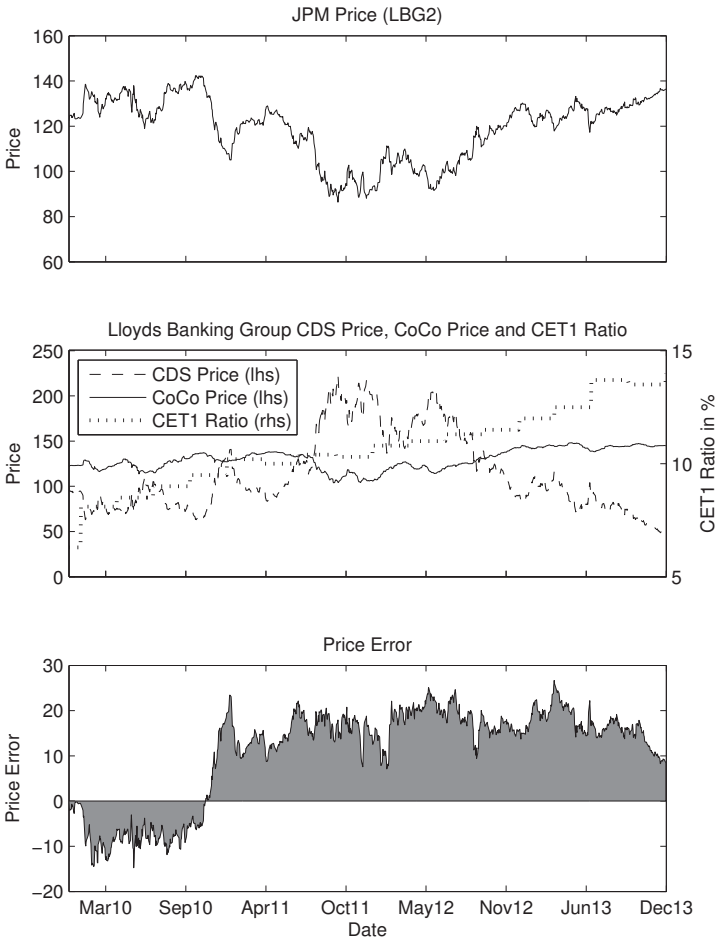 JPM Price (LBG2)
160
140
120
100
80
60
Price
Lloyds Banking Group CDS Price, CoCo Price and CET1 Ratio
250
200
150
100
50
0
Price
CDS Price (lhs)
CoCo Price (lhs)
CET1 Ratio (rhs)
15
10
5
CET1 Ratio in %
Price Error
30
20
10
0
−10
−20
Price Error
Mar10 Sep10 Apr11 Oct11 May12 Nov12 Jun13 Dec13
Date